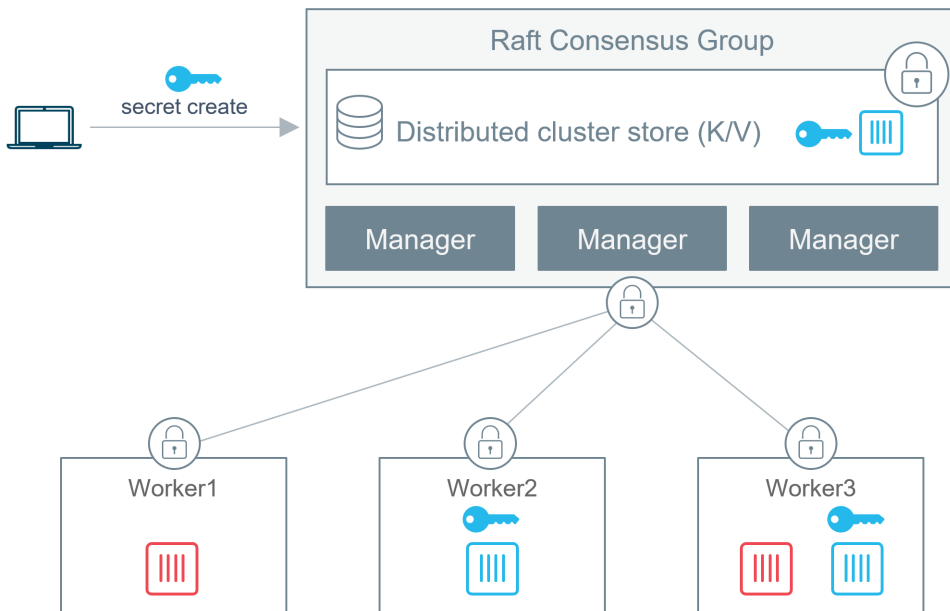 Raft Consensus Group
secret create
Distributed cluster store (K/V)
Manager
Manager
Manager
Worker1
Worker2
Worker3